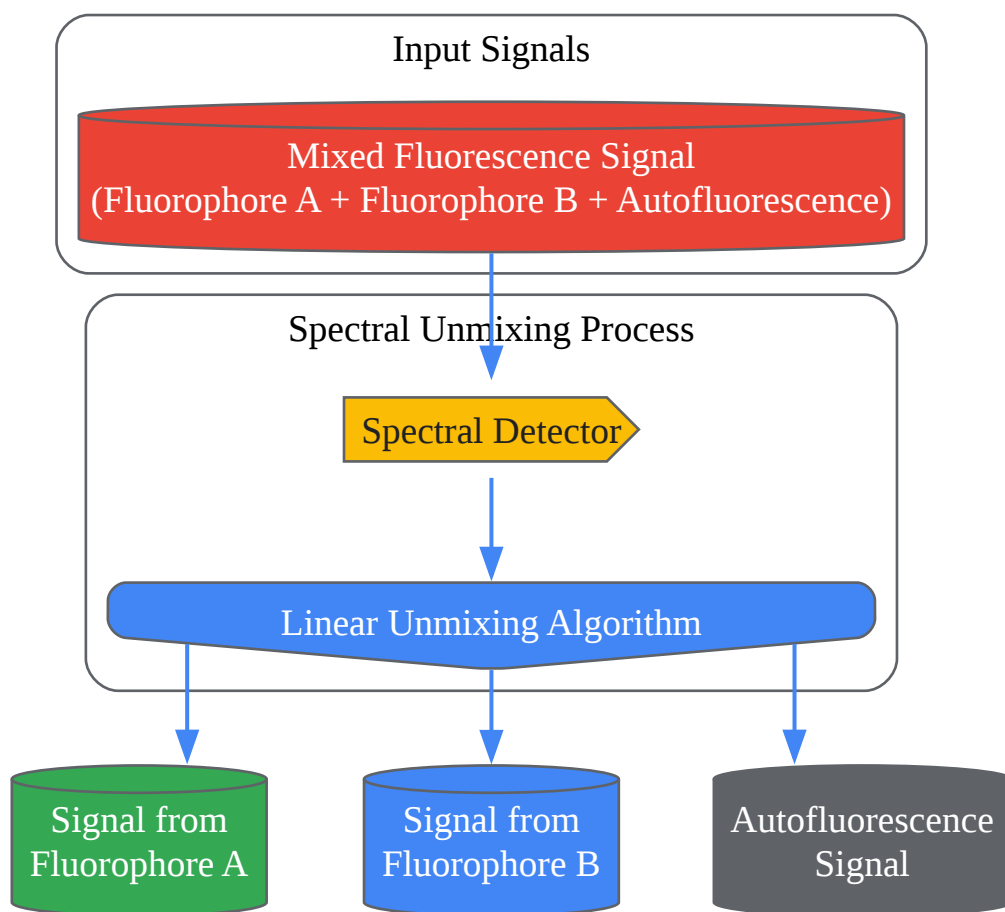 Input Signals
Mixed Fluorescence Signal
(Fluorophore A + Fluorophore B + Autofluorescence)
Spectral Unmixing Process
Spectral Detector
Linear Unmixing Algorithm
Signal from
Fluorophore A
Signal from
Fluorophore B
Autofluorescence
Signal